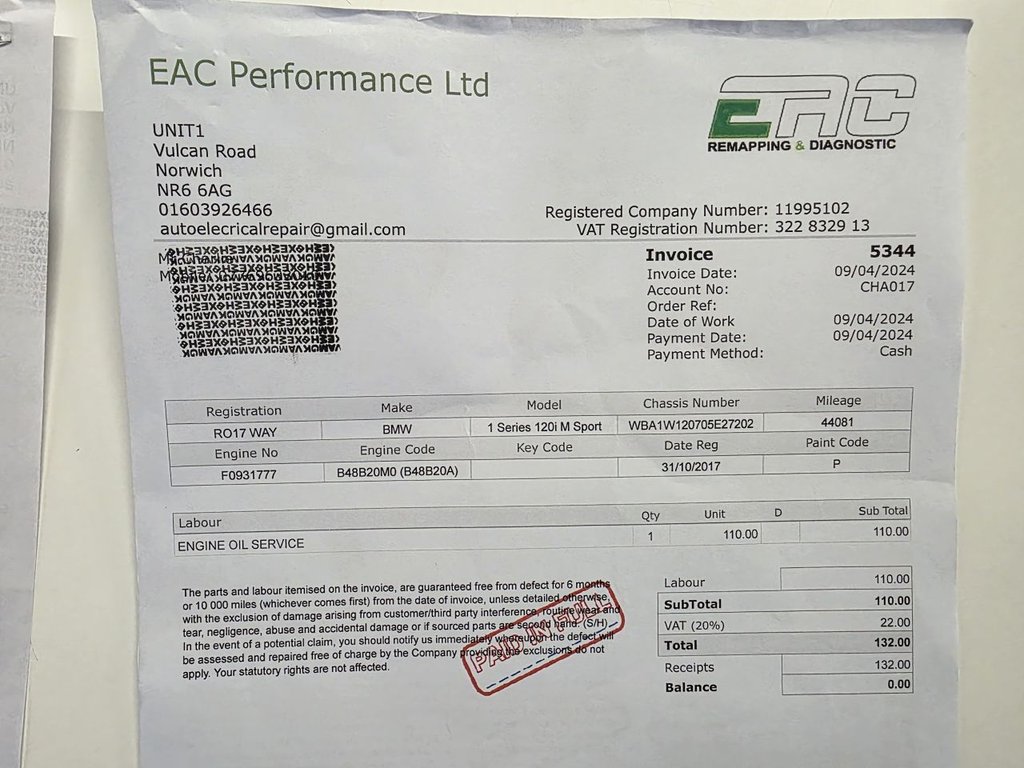 EAC Performance Ltd
EAC
REMAPPING & DIAGNOSTIC
UNIT1
Vulcan Road
Norwich
NR6 6AG
01603926466
autoelecricalrepair@gmail.com
Registered Company Number: 11995102
VAT Registration Number: 322 8329 13
Invoice 5344
Invoice Date: 09/04/2024
Account No: CHA017
Order Ref:
Date of Work 09/04/2024
Payment Date: 09/04/2024
Payment Method: Cash
Registration Make Model Chassis Number Mileage
RO17 WAY BMW 1 Series 120i M Sport WBA1W120705E27202 44081
Engine No Engine Code Key Code Date Reg Paint Code
F0931777 B48B20M0 (B48B20A) 31/10/2017 P
Labour Qty Unit D Sub Total
ENGINE OIL SERVICE 1 110.00 110.00
The parts and labour itemised on the invoice, are guaranteed free from defect for 6 months
or 10 000 miles (whichever comes first) from the date of invoice, unless detailed otherwise,
with the exclusion of damage arising from customer/third party interference, routine wear and
tear, negligence, abuse and accidental damage or if sourced parts are second hand. (S/H)
In the event of a potential claim, you should notify us immediately whereupon the defect will
be assessed and repaired free of charge by the Company providing the exclusions do not
apply. Your statutory rights are not affected.
PAID IN FULL
Labour 110.00
SubTotal 110.00
VAT (20%) 22.00
Total 132.00
Receipts 132.00
Balance 0.00